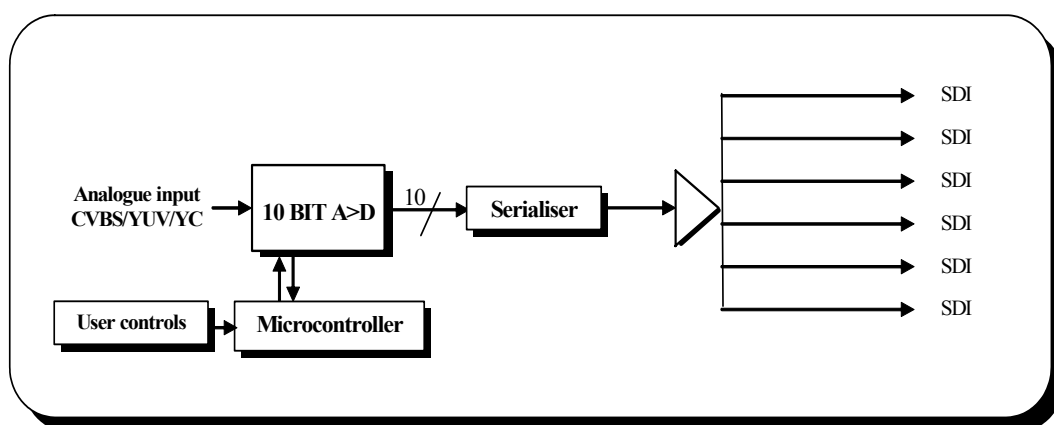 SDI
SDI
SDI
SDI
SDI
SDI
Analogue input
CVBS/YUV/YC
10 BIT A>D
10
Serialiser
User controls
Microcontroller